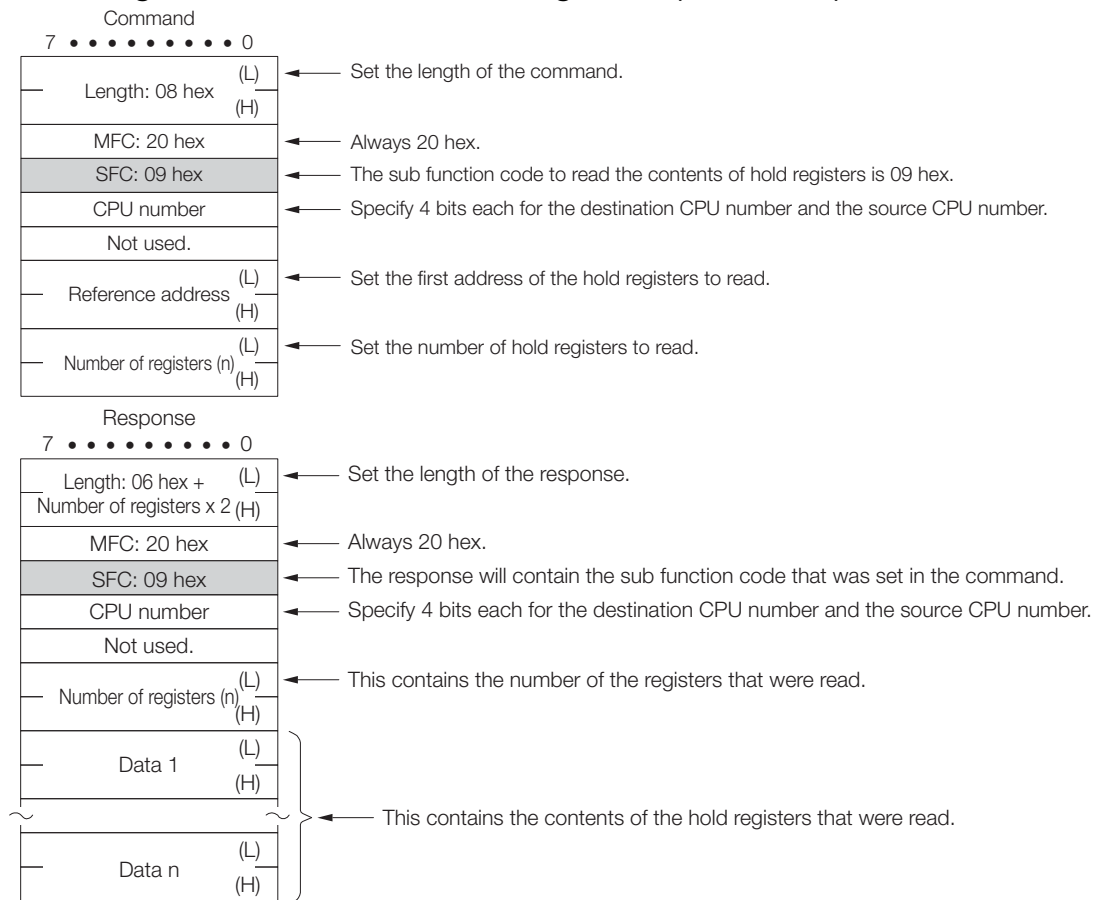 Command
7 • • • • • • • • • 0
Length: 08 hex (L) (H) Set the length of the command.
MFC: 20 hex Always 20 hex.
SFC: 09 hex The sub function code to read the contents of hold registers is 09 hex.
CPU number Specify 4 bits each for the destination CPU number and the source CPU number.
Not used.
Reference address (L) (H) Set the first address of the hold registers to read.
Number of registers (n) (L) (H) Set the number of hold registers to read.
Response
7 • • • • • • • • • 0
Length: 06 hex + (L) Set the length of the response.
Number of registers x 2 (H)
MFC: 20 hex Always 20 hex.
SFC: 09 hex The response will contain the sub function code that was set in the command.
CPU number Specify 4 bits each for the destination CPU number and the source CPU number.
Not used.
Number of registers (n) (L) (H) This contains the number of the registers that were read.
Data 1 (L) (H)
This contains the contents of the hold registers that were read.
Data n (L) (H)